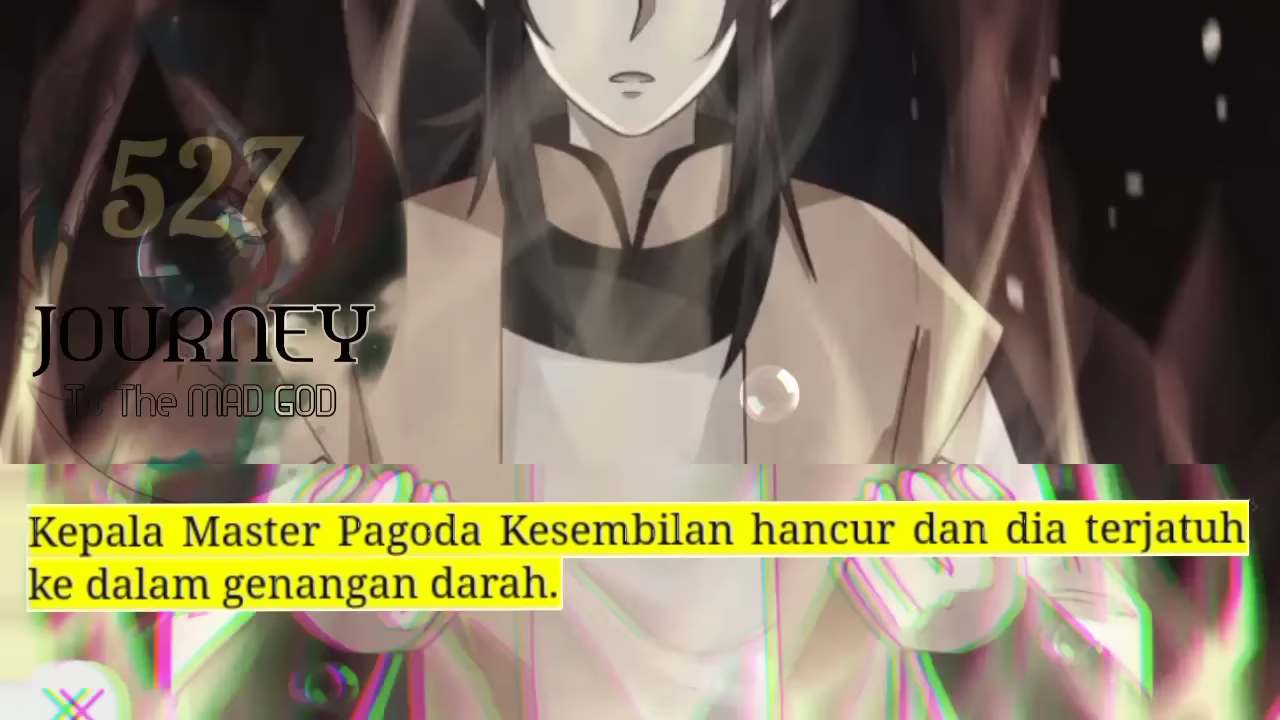 527
JOURNEY
To The MAD GOD
Kepala Master Pagoda Kesembilan hancur dan dia terjatuh
ke dalam genangan darah.